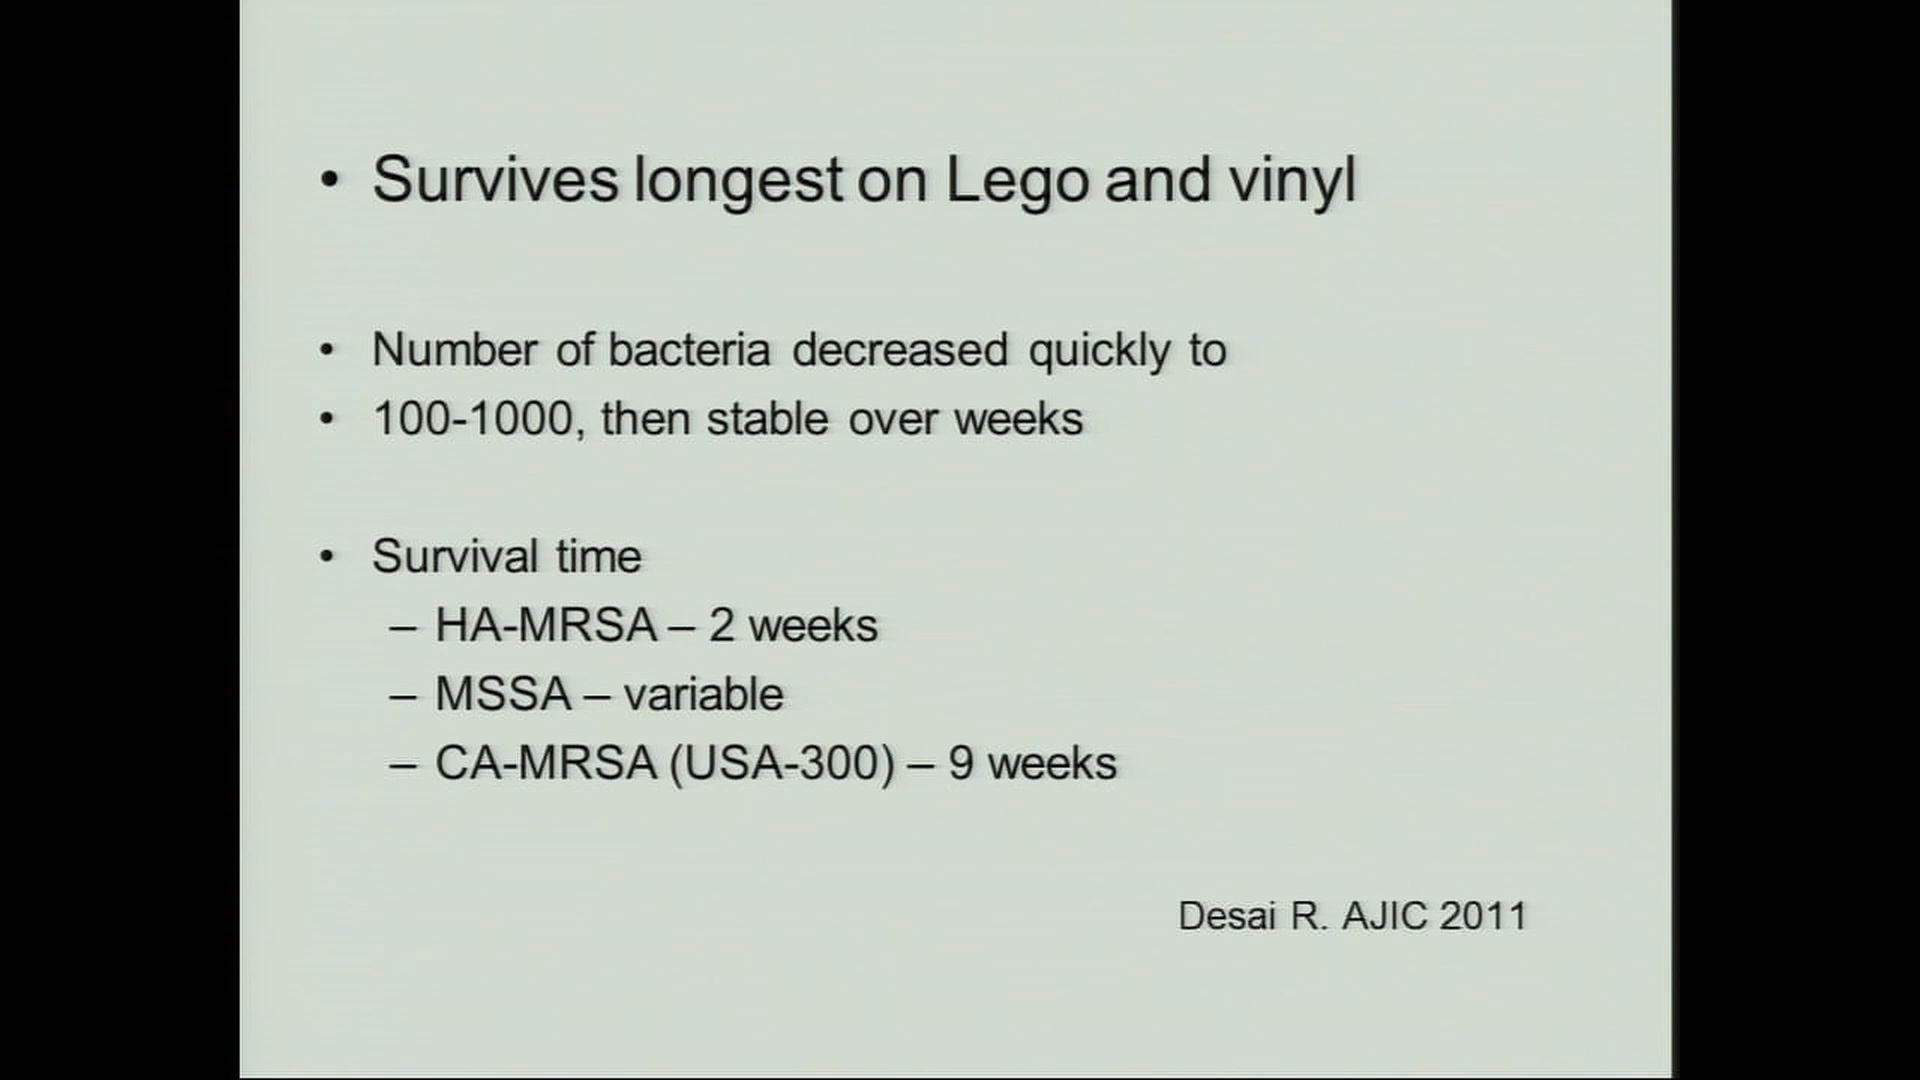 • Survives longest on Lego and vinyl
• Number of bacteria decreased quickly to
• 100-1000, then stable over weeks
• Survival time
– HA-MRSA – 2 weeks
– MSSA – variable
– CA-MRSA (USA-300) – 9 weeks
Desai R. AJIC 2011